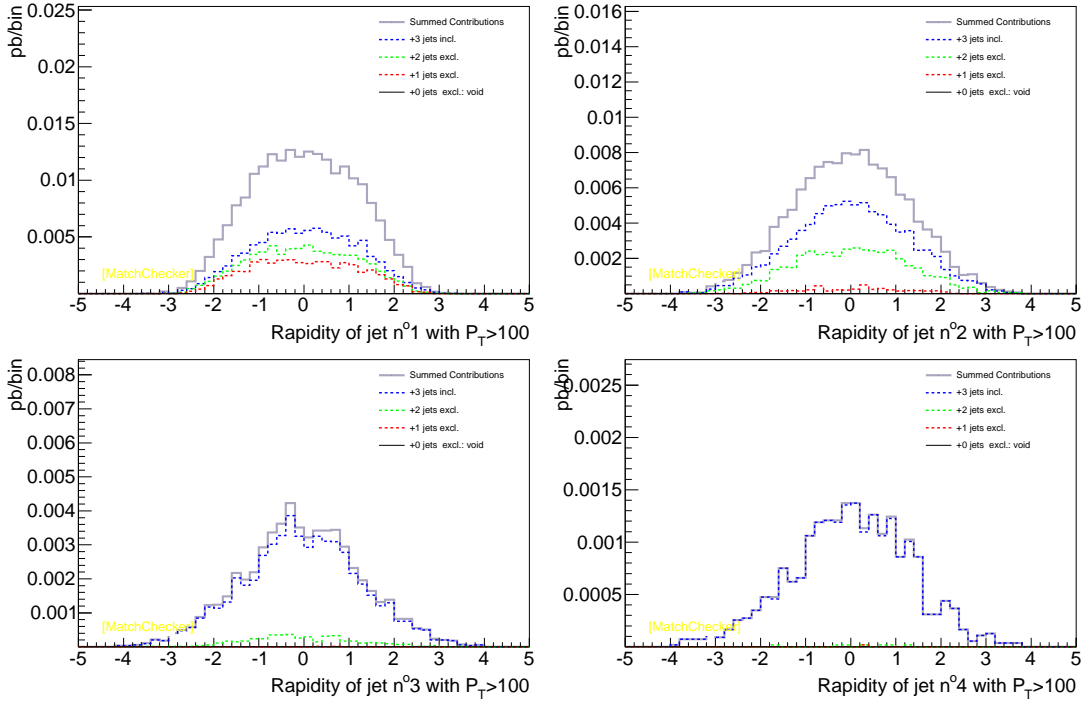 pb/bin
0.025
0.02
0.015
0.01
0.005
Summed Contributions
+3 jets incl.
+2 jets excl.
+1 jets excl.
+0 jets excl.: void
[MatchChecker]
-5 -4 -3 -2 -1 0 1 2 3 4 5
Rapidity of jet n°1 with P_T>100
pb/bin
0.016
0.014
0.012
0.01
0.008
0.006
0.004
0.002
Summed Contributions
+3 jets incl.
+2 jets excl.
+1 jets excl.
+0 jets excl.: void
[MatchChecker]
-5 -4 -3 -2 -1 0 1 2 3 4 5
Rapidity of jet n°2 with P_T>100
pb/bin
0.008
0.007
0.006
0.005
0.004
0.003
0.002
0.001
Summed Contributions
+3 jets incl.
+2 jets excl.
+1 jets excl.
+0 jets excl.: void
[MatchChecker]
-5 -4 -3 -2 -1 0 1 2 3 4 5
Rapidity of jet n°3 with P_T>100
pb/bin
0.0025
0.002
0.0015
0.001
0.0005
Summed Contributions
+3 jets incl.
+2 jets excl.
+1 jets excl.
+0 jets excl.: void
[MatchChecker]
-5 -4 -3 -2 -1 0 1 2 3 4 5
Rapidity of jet n°4 with P_T>100